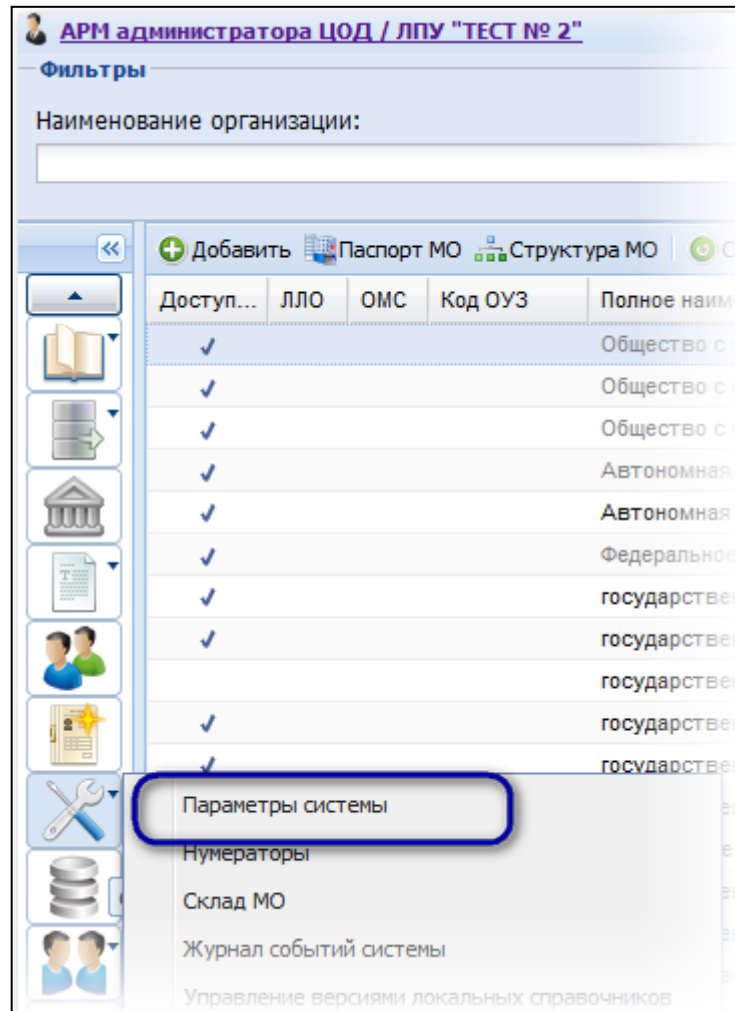 АРМ администратора ЦОД / ЛПУ "ТЕСТ № 2"
Фильтры
Наименование организации:
Добавить Паспорт МО Структура МО
Доступ... ЛЛО ОМС Код ОУЗ Полное наим
Общество с
Общество с
Общество с
Автономная
Автономная
Федеральное
государстве
государстве
государстве
государстве
государстве
Параметры системы
Нумераторы
Склад МО
Журнал событий системы
Управление версиями локальных справочников